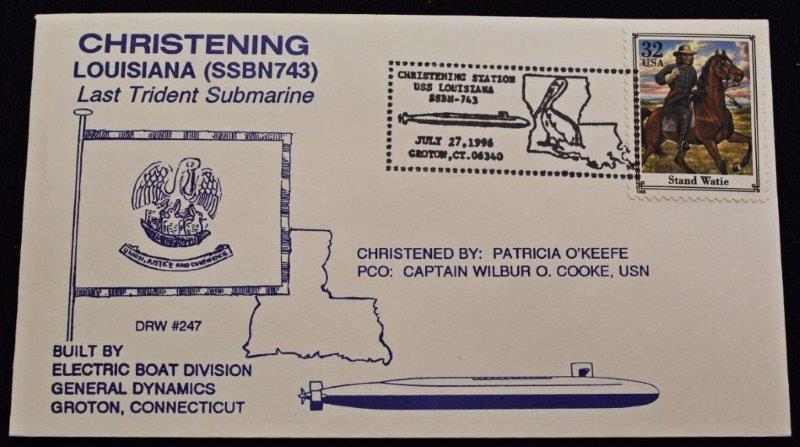 CHRISTENING
LOUISIANA (SSBN743)
Last Trident Submarine
CHRISTENING STATION
USS LOUISIANA
SSBN-743
JULY 27,1996
GROTON,CT.06340
32
USA
Stand Watie
1995
UNION, JUSTICE AND CONFIDENCE
CHRISTENED BY: PATRICIA O'KEEFE
PCO: CAPTAIN WILBUR O. COOKE, USN
DRW #247
BUILT BY
ELECTRIC BOAT DIVISION
GENERAL DYNAMICS
GROTON, CONNECTICUT